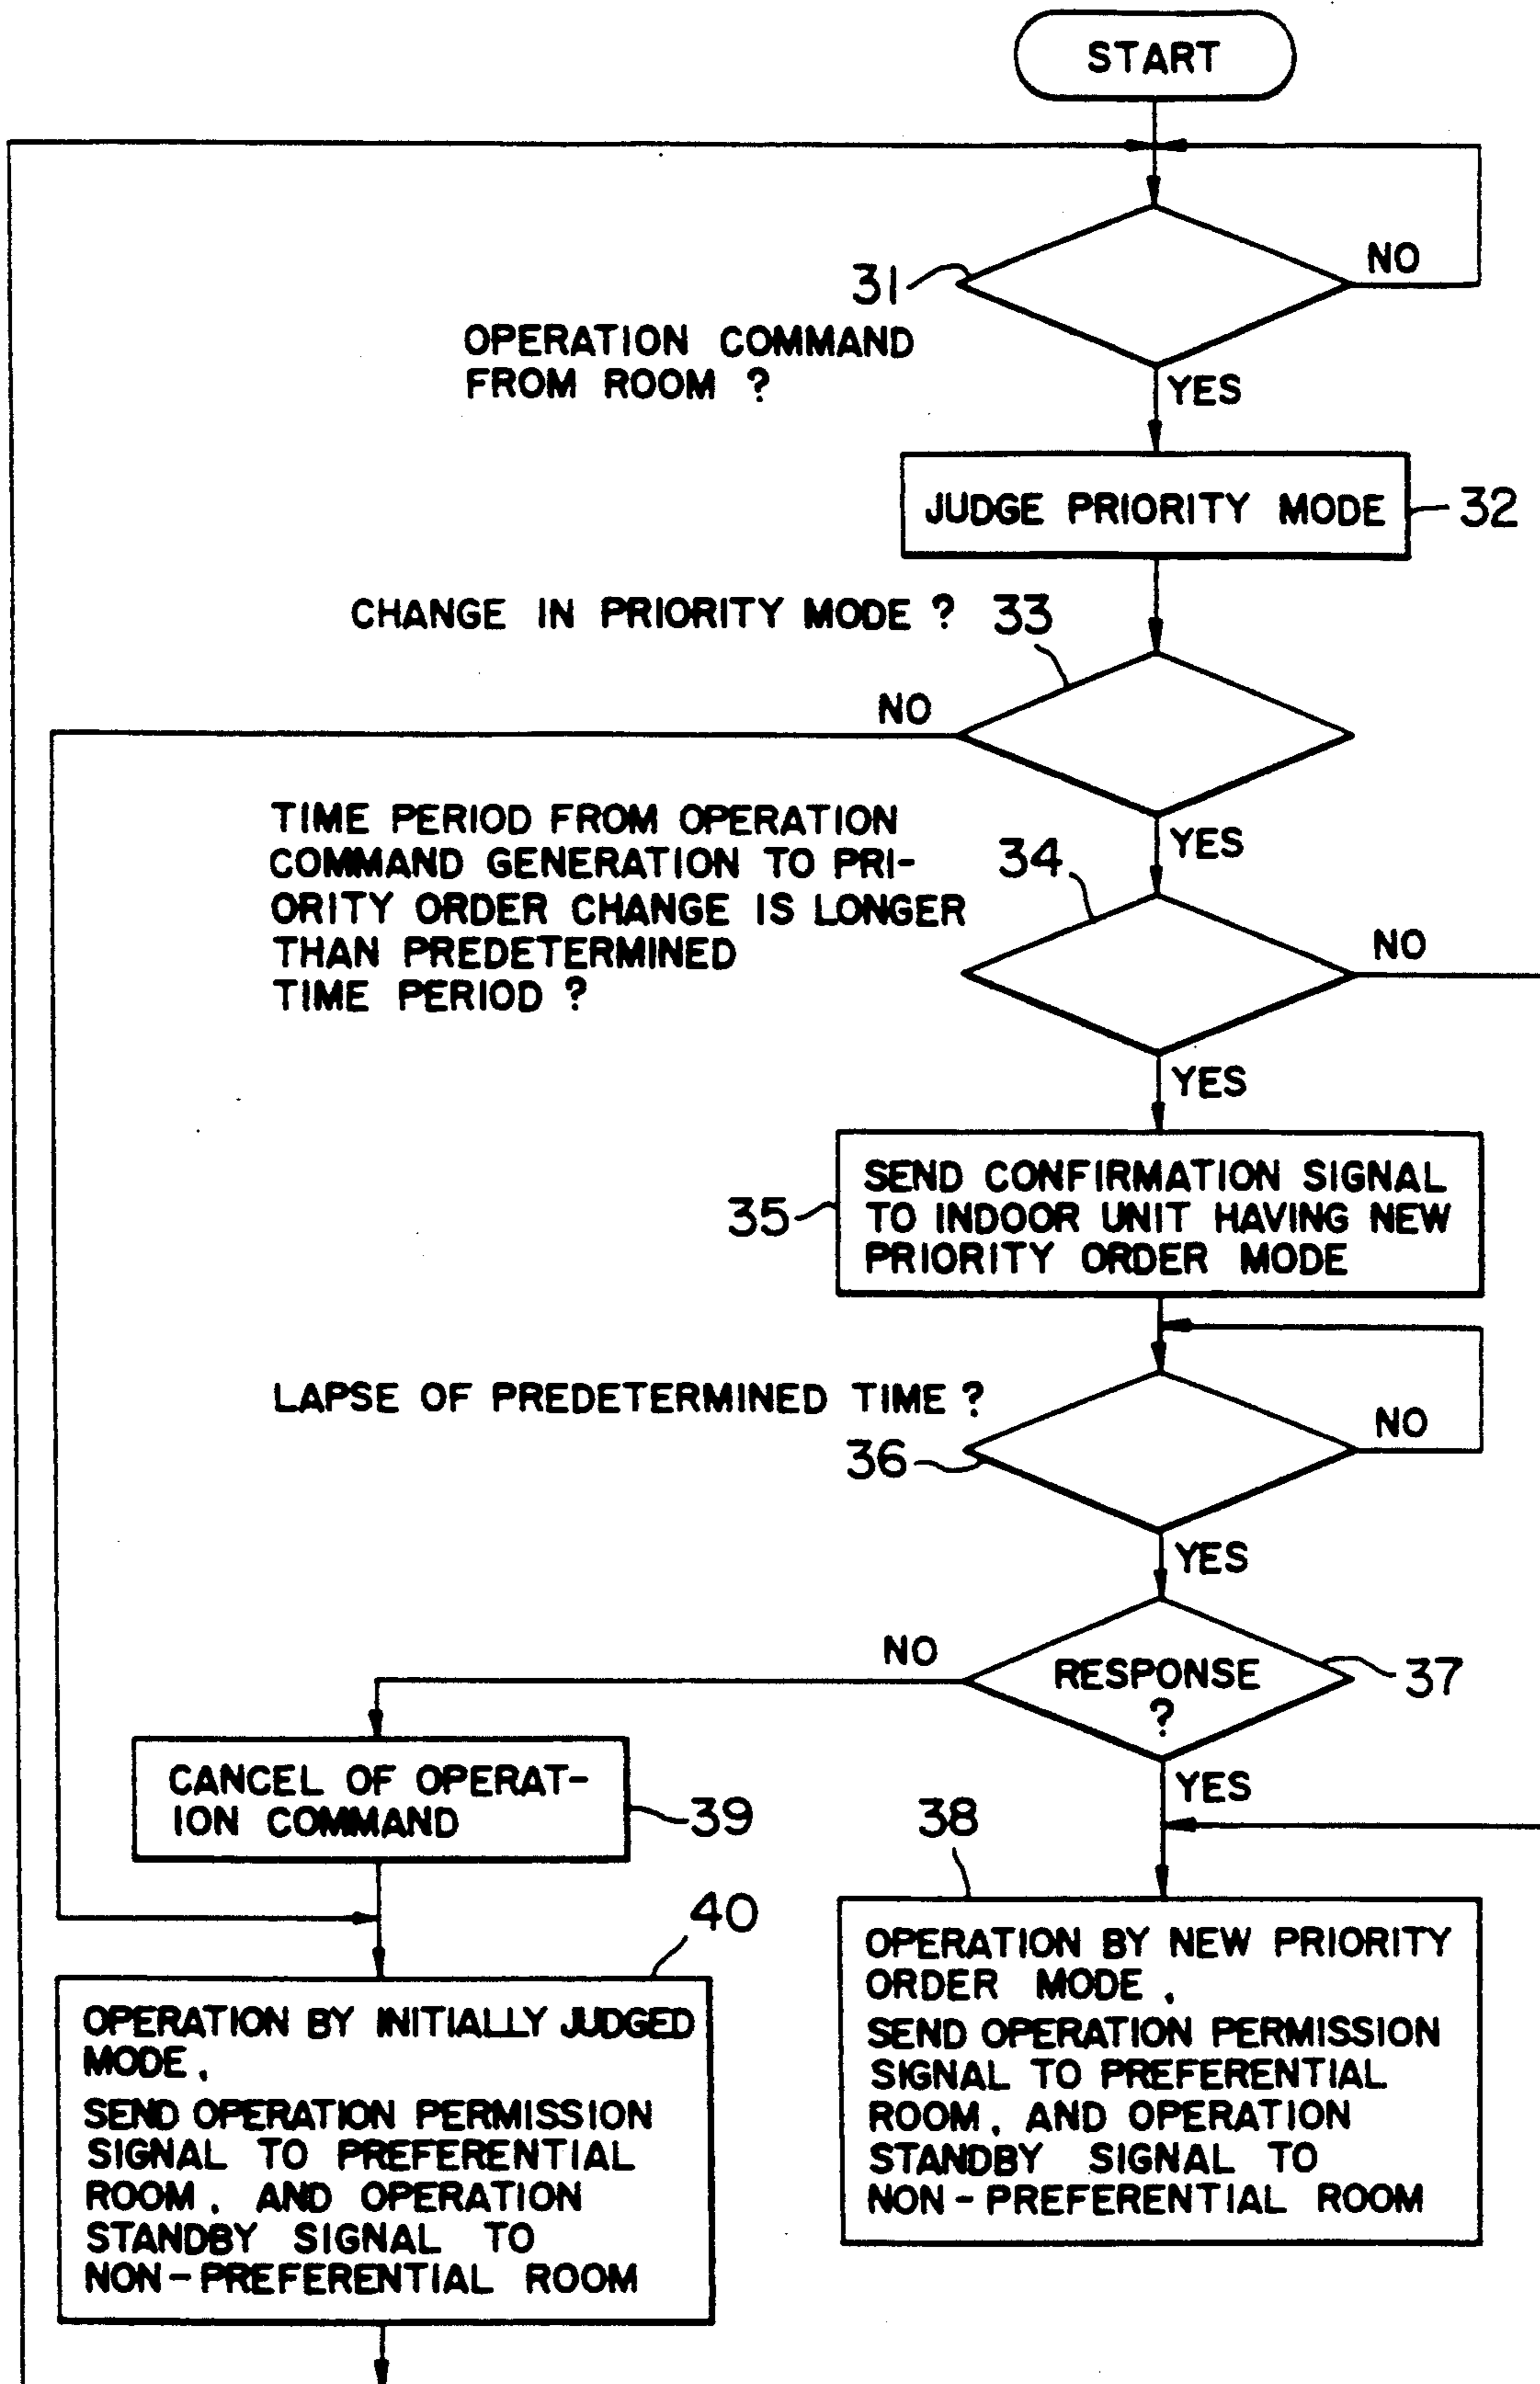 START
NO
31
OPERATION COMMAND
FROM ROOM ?
YES
JUDGE PRIORITY MODE
32
CHANGE IN PRIORITY MODE ?
33
NO
YES
TIME PERIOD FROM OPERATION
COMMAND GENERATION TO PRI-
ORITY ORDER CHANGE IS LONGER
THAN PREDETERMINED
TIME PERIOD ?
34
NO
YES
35
SEND CONFIRMATION SIGNAL
TO INDOOR UNIT HAVING NEW
PRIORITY ORDER MODE
LAPSE OF PREDETERMINED TIME ?
36
NO
YES
NO
RESPONSE
?
37
YES
CANCEL OF OPERAT-
ION COMMAND
39
38
40
OPERATION BY INITIALLY JUDGED
MODE.
SEND OPERATION PERMISSION
SIGNAL TO PREFERENTIAL
ROOM. AND OPERATION
STANDBY SIGNAL TO
NON-PREFERENTIAL ROOM
OPERATION BY NEW PRIORITY
ORDER MODE.
SEND OPERATION PERMISSION
SIGNAL TO PREFERENTIAL
ROOM. AND OPERATION
STANDBY SIGNAL TO
NON-PREFERENTIAL ROOM